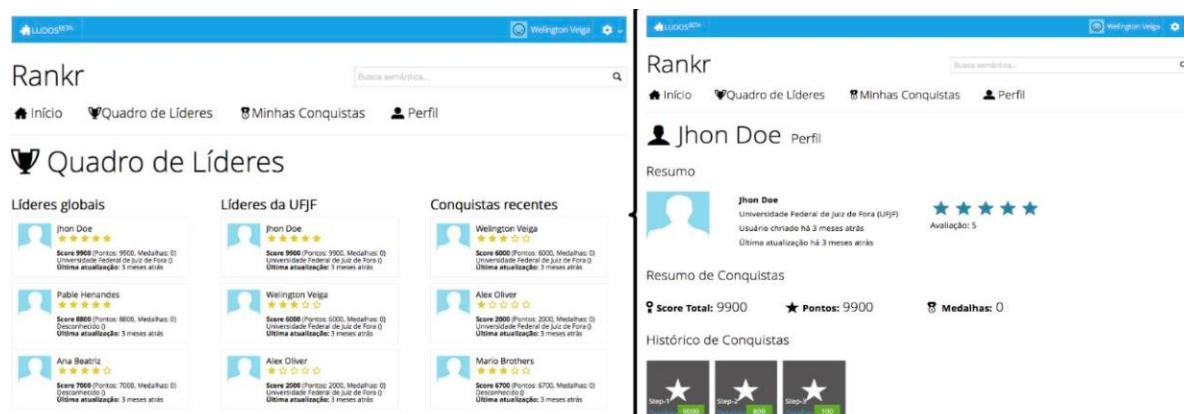 LUDOS BETA
Welington Veiga
Rankr
Busca semântica...
Início
Quadro de Líderes
Minhas Conquistas
Perfil
Quadro de Líderes
Líderes globais
Jhon Doe
Score 9900 (Pontos: 9900, Medalhas: 0)
Universidade Federal de Juiz de Fora ()
Última atualização: 3 meses atrás
Pable Henandes
Score 8800 (Pontos: 8800, Medalhas: 0)
Desconhecido ()
Última atualização: 3 meses atrás
Ana Beatriz
Score 7000 (Pontos: 7000, Medalhas: 0)
Desconhecido ()
Última atualização: 3 meses atrás
Líderes da UFJF
Jhon Doe
Score 9900 (Pontos: 9900, Medalhas: 0)
Universidade Federal de Juiz de Fora ()
Última atualização: 3 meses atrás
Welington Veiga
Score 6000 (Pontos: 6000, Medalhas: 0)
Universidade Federal de Juiz de Fora ()
Última atualização: 3 meses atrás
Alex Oliver
Score 2000 (Pontos: 2000, Medalhas: 0)
Universidade Federal de Juiz de Fora ()
Última atualização: 3 meses atrás
Conquistas recentes
Welington Veiga
Score 6000 (Pontos: 6000, Medalhas: 0)
Universidade Federal de Juiz de Fora ()
Última atualização: 3 meses atrás
Alex Oliver
Score 2000 (Pontos: 2000, Medalhas: 0)
Universidade Federal de Juiz de Fora ()
Última atualização: 3 meses atrás
Mario Brothers
Score 6700 (Pontos: 6700, Medalhas: 0)
Desconhecido ()
Última atualização: 3 meses atrás
LUDOS BETA
Welington Veiga
Rankr
Busca semântica...
Início
Quadro de Líderes
Minhas Conquistas
Perfil
Jhon Doe Perfil
Resumo
Jhon Doe
Universidade Federal de Juiz de Fora (UFJF)
Usuário chriado há 3 meses atrás
Última atualização há 3 meses atrás
Avaliação: 5
Resumo de Conquistas
Score Total: 9900
Pontos: 9900
Medalhas: 0
Histórico de Conquistas
Step-1
9000
Step-2
800
Step-3
100